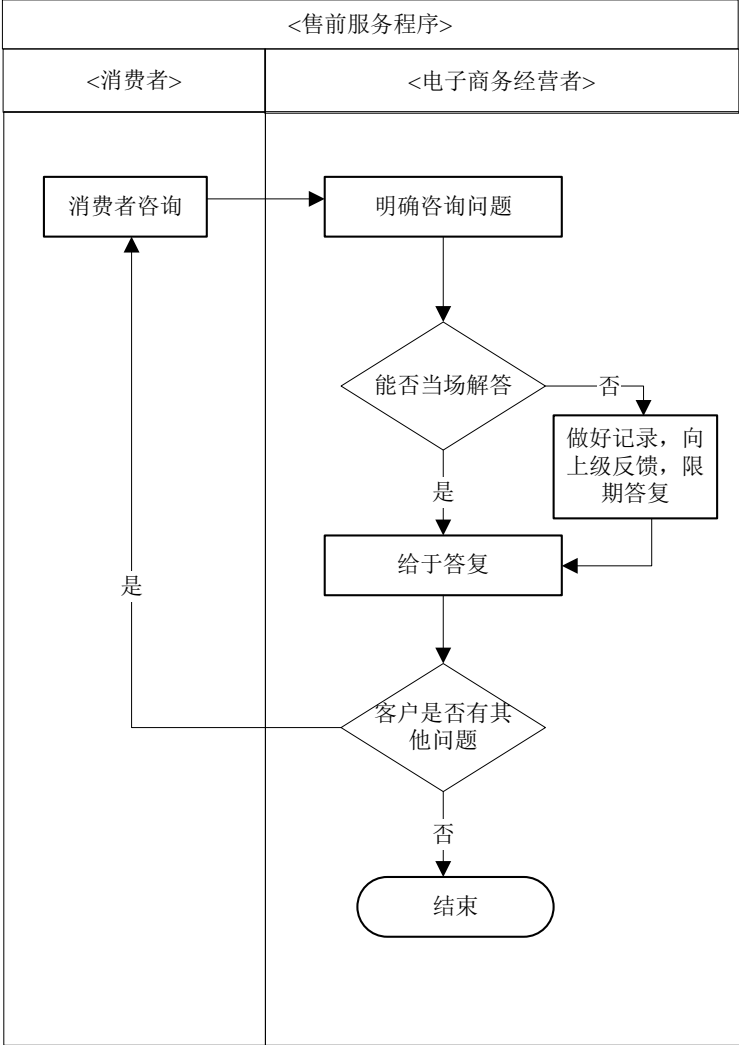 <售前服务程序>
<消费者>
<电子商务经营者>
消费者咨询
明确咨询问题
能否当场解答
否
做好记录，向
上级反馈，限
期答复
是
给于答复
是
客户是否有其
他问题
否
结束